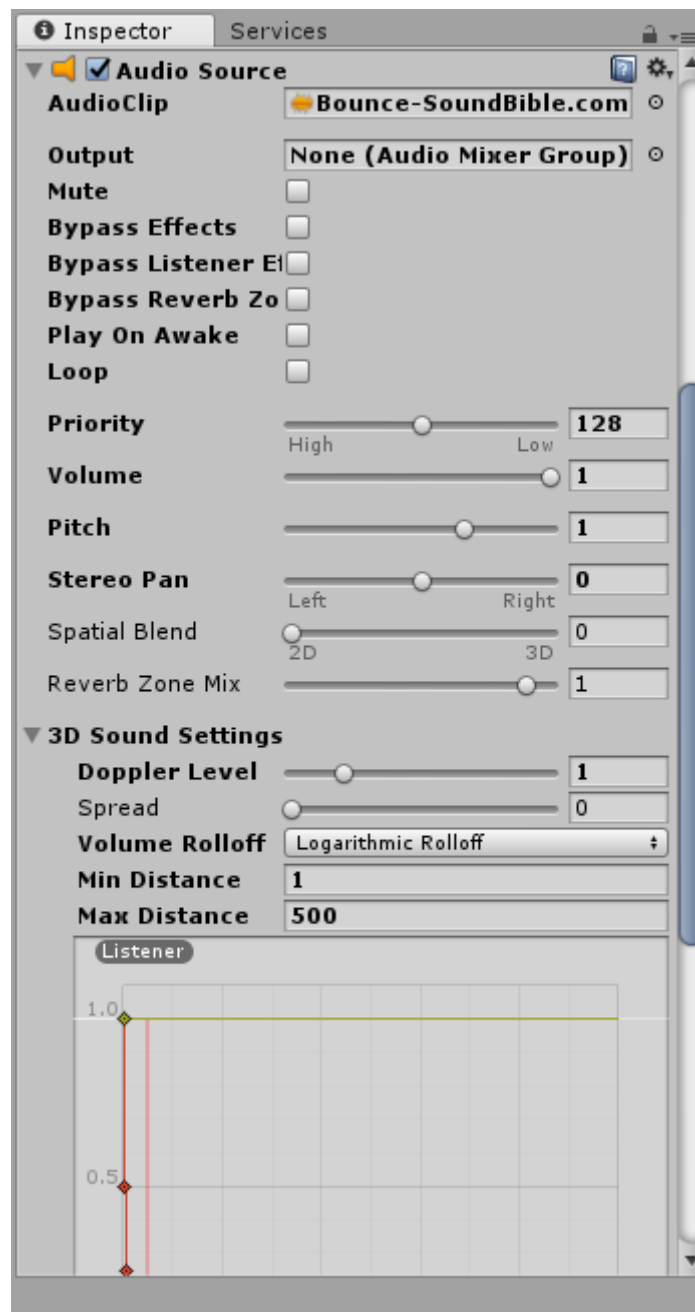 Inspector Services
Audio Source
AudioClip Bounce-SoundBible.com
Output None (Audio Mixer Group)
Mute
Bypass Effects
Bypass Listener Ef
Bypass Reverb Zo
Play On Awake
Loop
Priority 128
High Low
Volume 1
Pitch 1
Stereo Pan 0
Left Right
Spatial Blend 0
2D 3D
Reverb Zone Mix 1
3D Sound Settings
Doppler Level 1
Spread 0
Volume Rolloff Logarithmic Rolloff
Min Distance 1
Max Distance 500
Listener
1.0
0.5